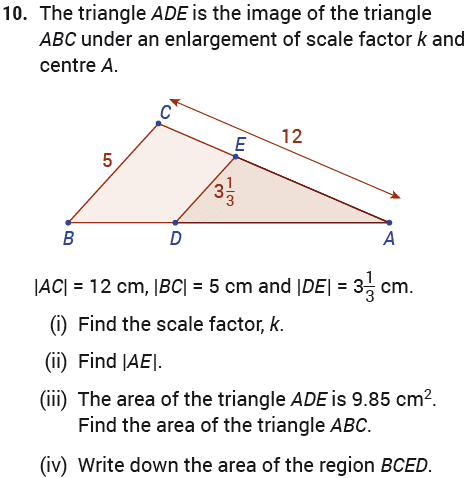 10. The triangle ADE is the image of the triangle
ABC under an enlargement of scale factor k and
centre A.
C
E
12
5
3 1/3
B
D
A
|AC| = 12 cm, |BC| = 5 cm and |DE| = 3 1/3 cm.
(i) Find the scale factor, k.
(ii) Find |AE|.
(iii) The area of the triangle ADE is 9.85 cm².
Find the area of the triangle ABC.
(iv) Write down the area of the region BCED.